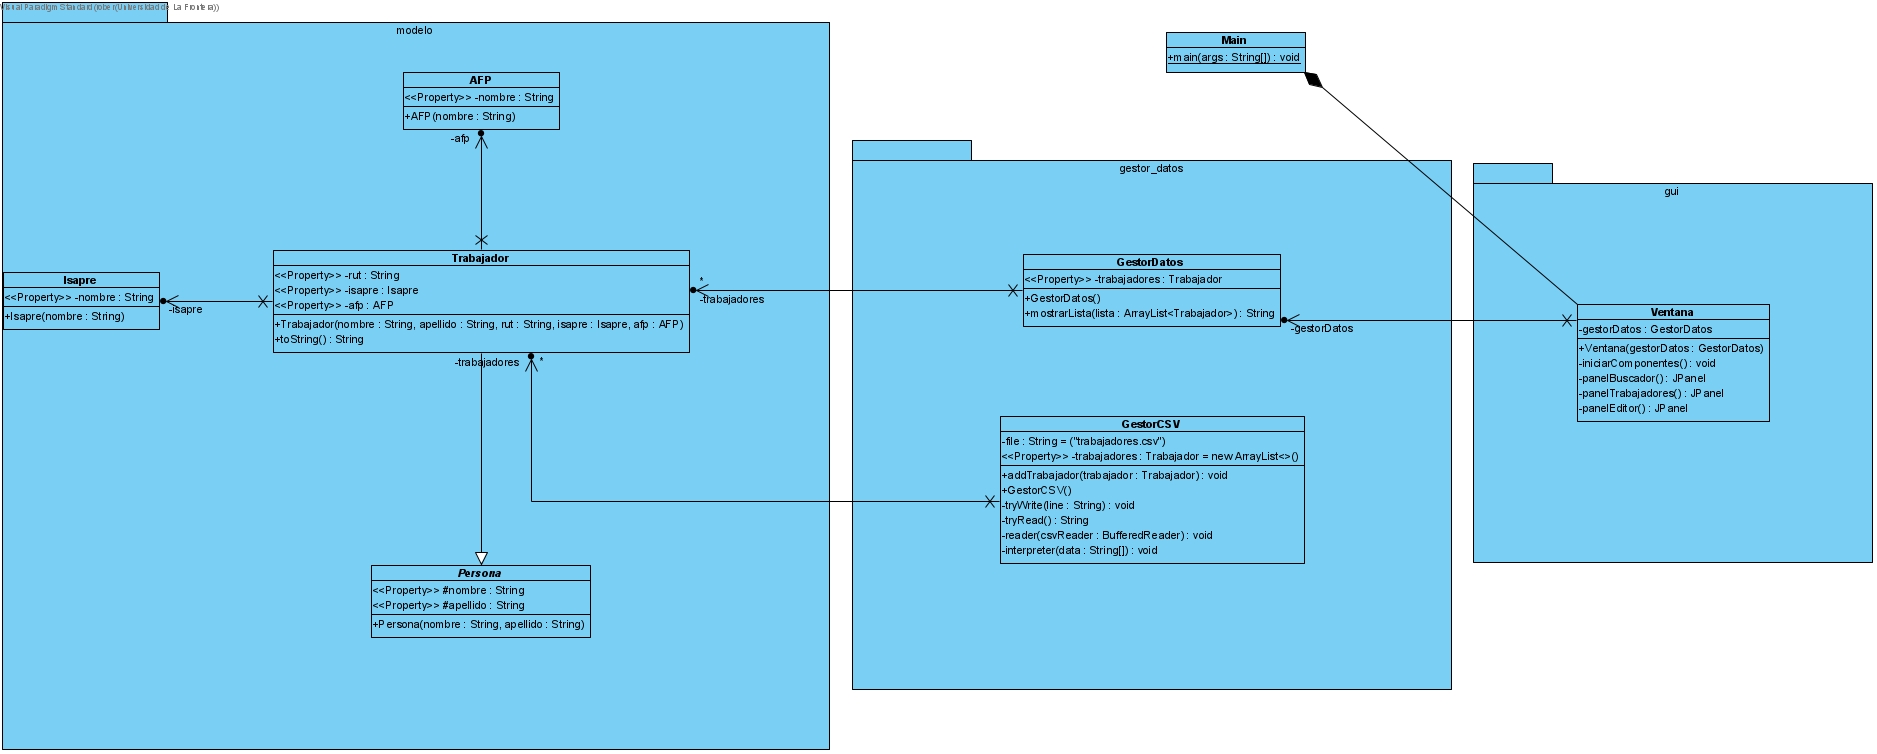 Visual Paradigm Standard(rober(Universidad de La Frontera))
modelo
AFP
<<Property>> -nombre : String
+AFP(nombre : String)
-afp
Trabajador
<<Property>> -rut : String
<<Property>> -isapre : Isapre
<<Property>> -afp : AFP
+Trabajador(nombre : String, apellido : String, rut : String, isapre : Isapre, afp : AFP)
+toString() : String
Isapre
<<Property>> -nombre : String
+Isapre(nombre : String)
-isapre
*
-trabajadores
-trabajadores
*
Persona
<<Property>> #nombre : String
<<Property>> #apellido : String
+Persona(nombre : String, apellido : String)
gestor_datos
GestorDatos
<<Property>> -trabajadores : Trabajador
+GestorDatos()
+mostrarLista(lista : ArrayList<Trabajador>) : String
-gestorDatos
GestorCSV
-file : String = ("trabajadores.csv")
<<Property>> -trabajadores : Trabajador = new ArrayList<>()
+addTrabajador(trabajador : Trabajador) : void
+GestorCSV()
-tryWrite(line : String) : void
-tryRead() : String
-reader(csvReader : BufferedReader) : void
-interpreter(data : String[]) : void
Main
+main(args : String[]) : void
gui
Ventana
-gestorDatos : GestorDatos
+Ventana(gestorDatos : GestorDatos)
-iniciarComponentes() : void
-panelBuscador() : JPanel
-panelTrabajadores() : JPanel
-panelEditor() : JPanel